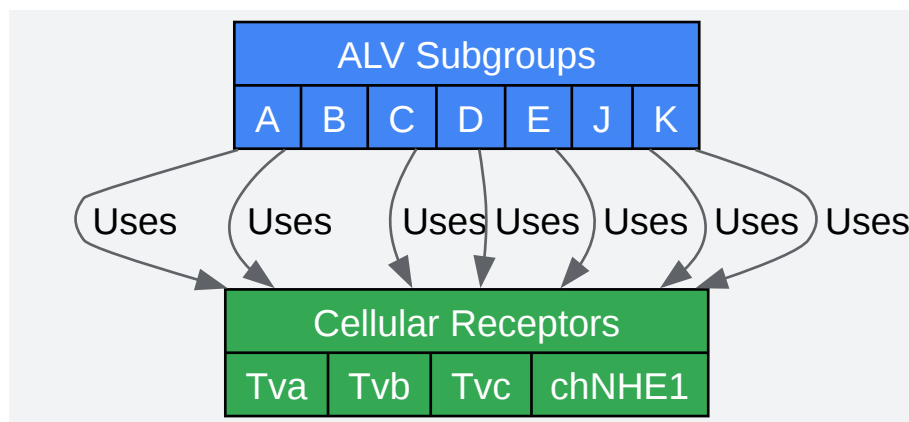 ALV Subgroups
A B C D E J K
Uses Uses Uses Uses Uses Uses Uses
Cellular Receptors
Tva Tvb Tvc chNHE1